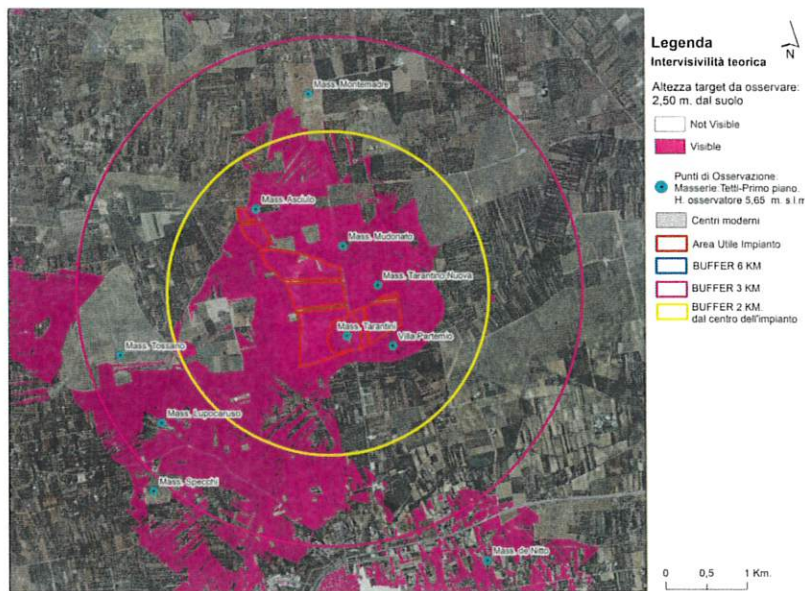 Mass. Montemadre
Mass. Asciulo
Mass. Mudonato
Mass. Tarantino Nuova
Mass. Tarantini
Villa Partemio
Mass. Tossano
Mass. Lupocaruso
Mass. Specchi
Mass. de Nitto
Legenda
N
Intervisività teorica
Altezza target da osservare:
2,50 m. dal suolo
Not Visible
Visible
Punti di Osservazione:
Masserie Tetti-Primo piano.
H. osservatore 5,65 m. s.l.m
Centri moderni
Area Utile Impianto
BUFFER 6 KM
BUFFER 3 KM
BUFFER 2 KM.
dal centro dell'impianto
0 0,5 1 Km.